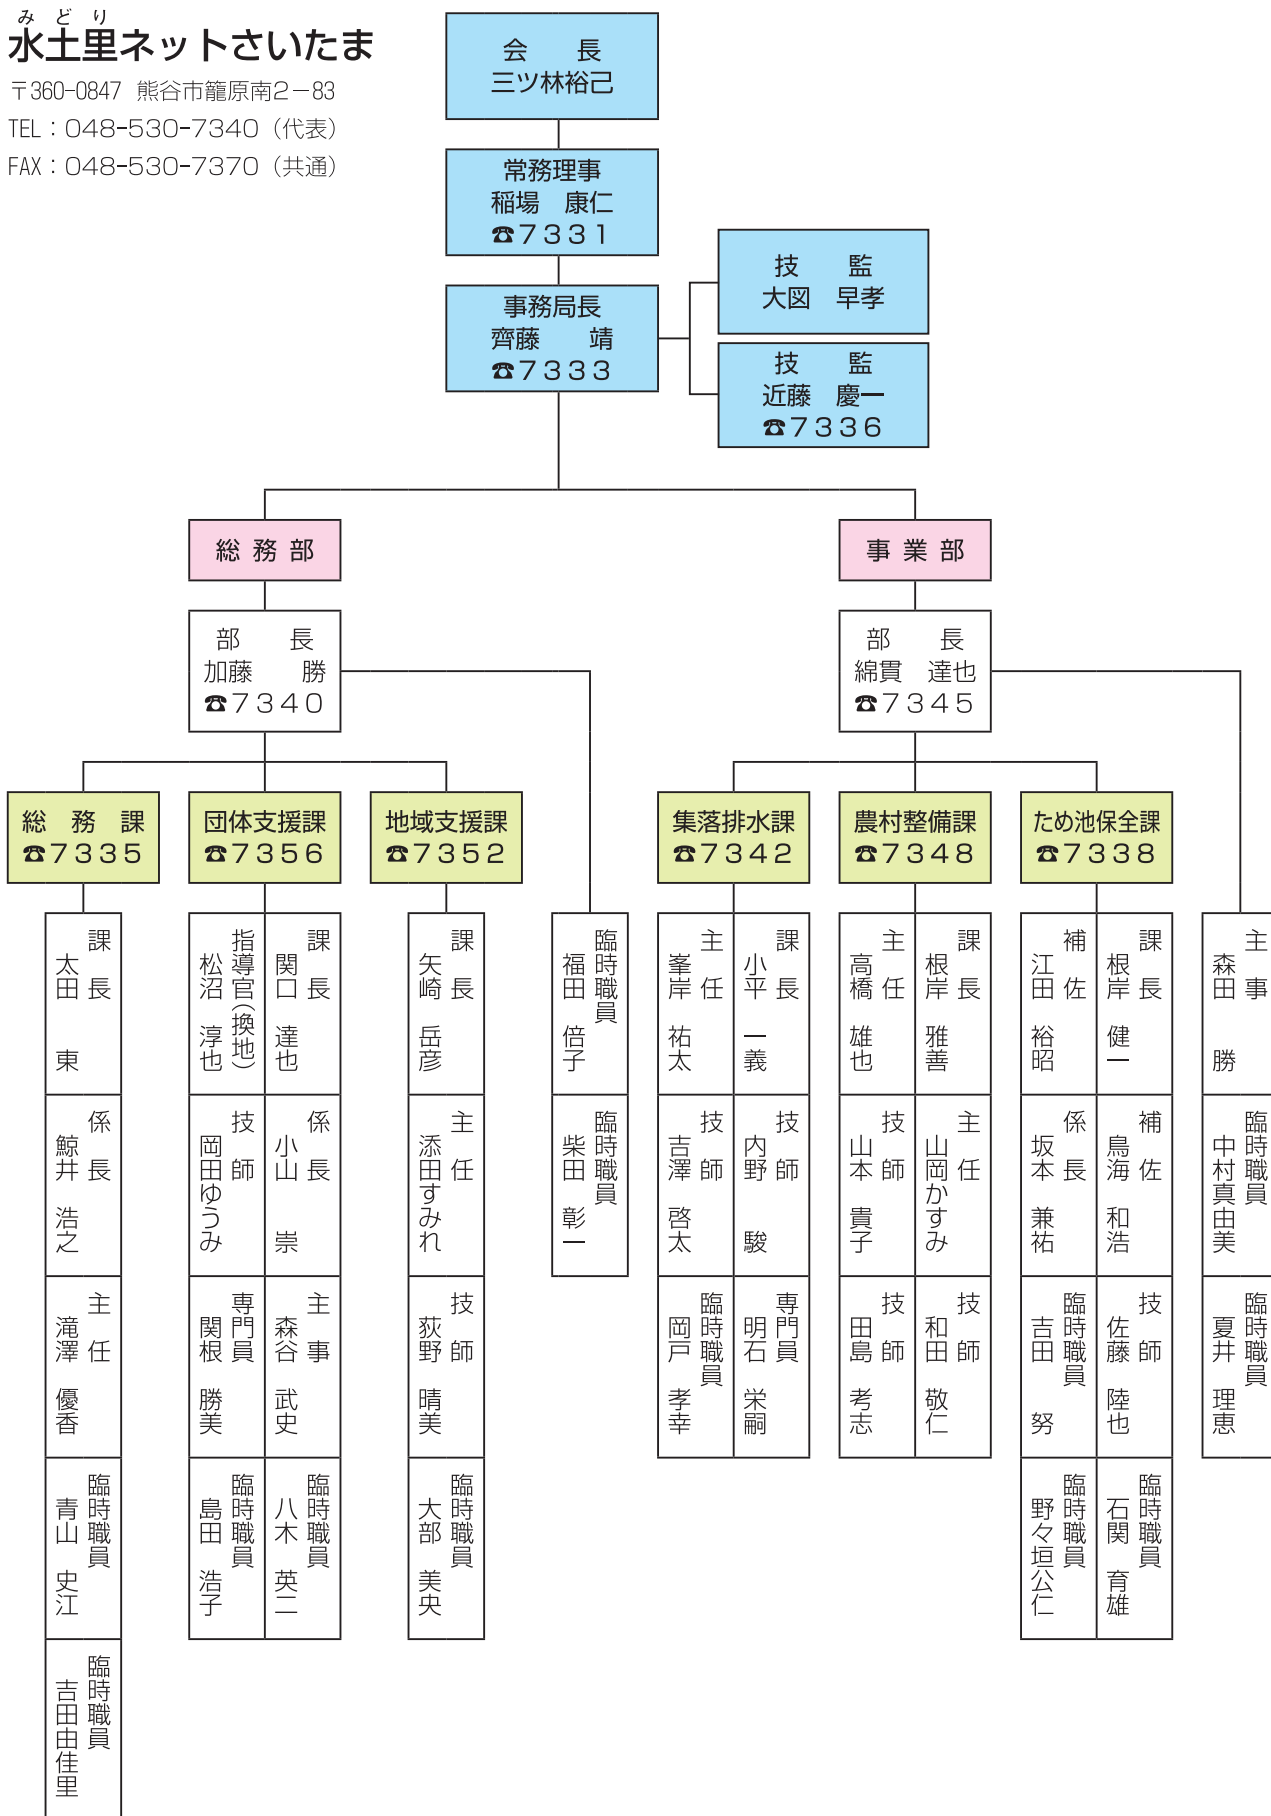 みどり
水土里ネットさいたま
〒360-0847 熊谷市籠原南2－83
TEL：048-530-7340（代表）
FAX：048-530-7370（共通）
会　長
三ツ林裕己
常務理事
稲場　康仁
☎7331
事務局長
齊藤　靖
☎7333
技　監
大図　早孝
技　監
近藤　慶一
☎7336
総務部
事業部
部　長
加藤　勝
☎7340
部　長
綿貫　達也
☎7345
総　務　課
☎7335
団体支援課
☎7356
地域支援課
☎7352
集落排水課
☎7342
農村整備課
☎7348
ため池保全課
☎7338
課　長
太田　東
係　長
鯨井　浩之
主　任
滝澤　優香
臨時職員
青山　史江
臨時職員
吉田由佳里
課　長
関口　達也
指導官（換地）
松沼　淳也
係　長
小山　崇
技　師
岡田ゆうみ
主　事
森谷　武史
専門員
関根　勝美
臨時職員
八木　英二
臨時職員
島田　浩子
課　長
矢崎　岳彦
主　任
添田すみれ
技　師
荻野　晴美
臨時職員
大部　美央
臨時職員
福田　倍子
臨時職員
柴田　彰一
課　長
小平　一義
主　任
峯岸　祐太
技　師
内野　駿
技　師
吉澤　啓太
専門員
明石　栄嗣
臨時職員
岡戸　孝幸
課　長
根岸　雅善
主　任
高橋　雄也
主　任
山岡かすみ
技　師
山本　貴子
技　師
和田　敬仁
技　師
田島　考志
課　長
根岸　健一
補　佐
江田　裕昭
補　佐
鳥海　和浩
係　長
坂本　兼祐
技　師
佐藤　陸也
臨時職員
吉田　努
臨時職員
石関　育雄
臨時職員
野々垣公仁
主　事
森田　勝
臨時職員
中村真由美
臨時職員
夏井　理恵